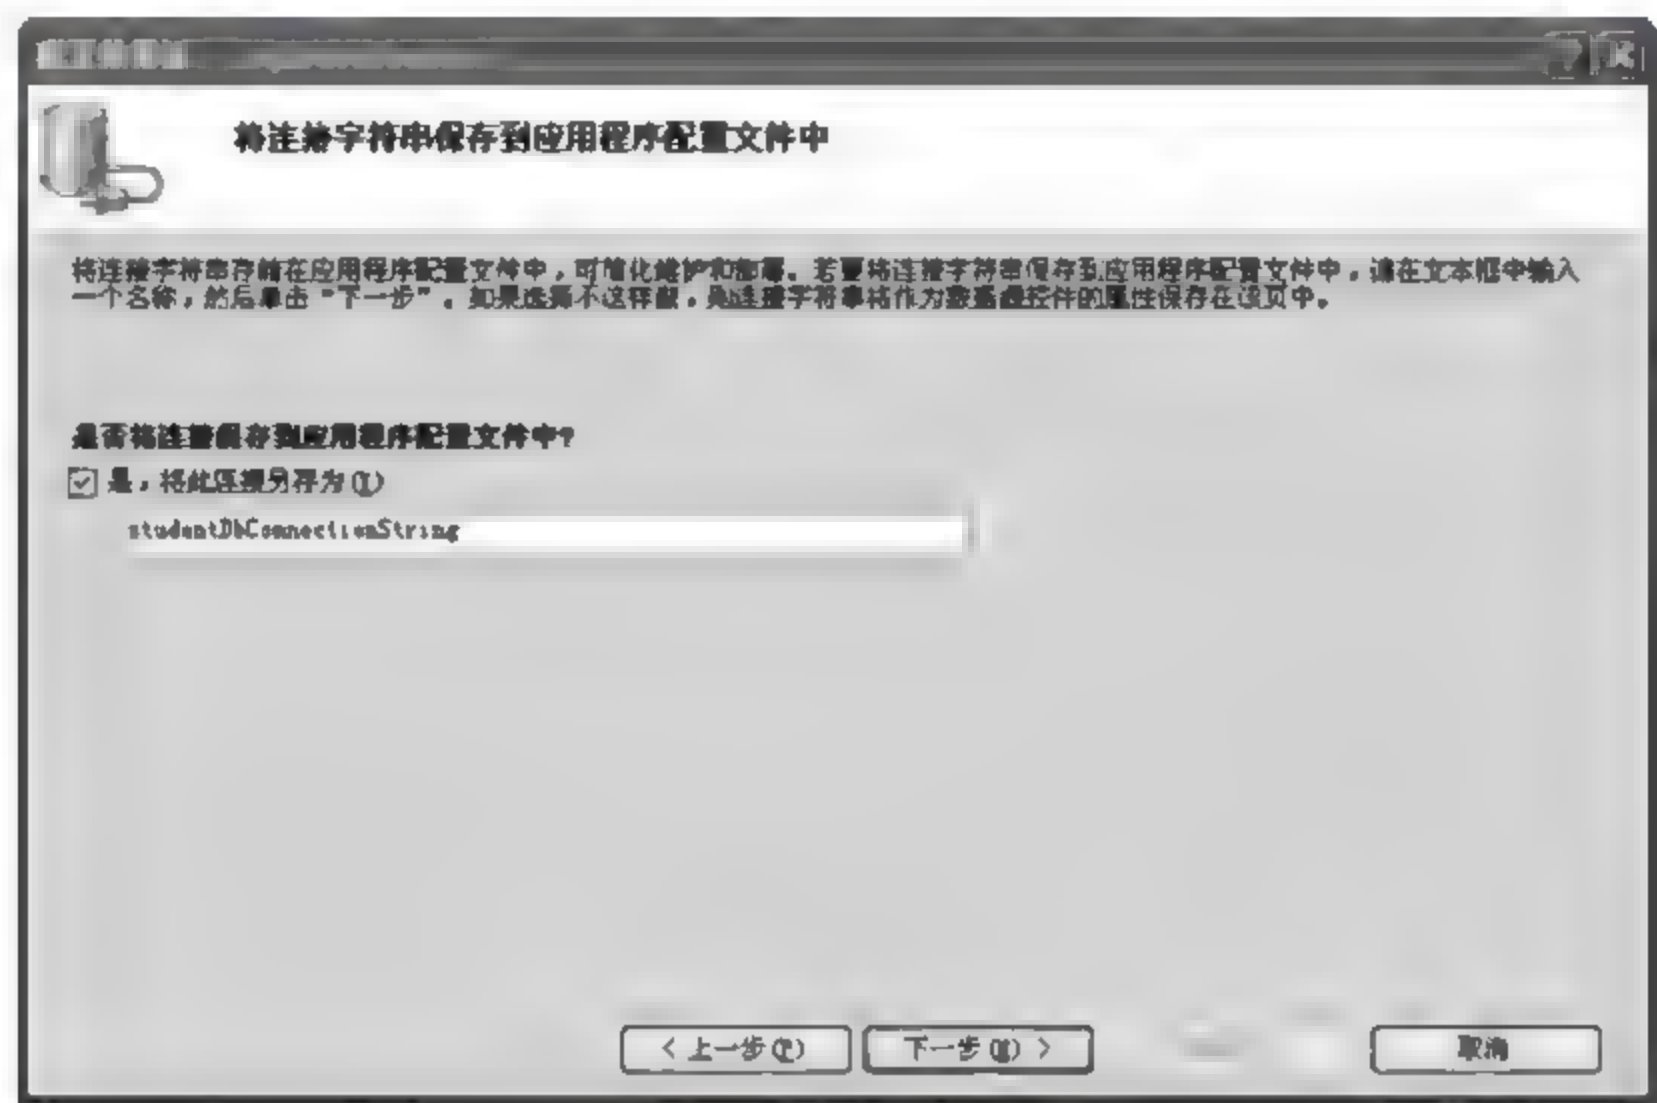 将连接字符串保存到应用程序配置文件中
将连接字符串存储在应用程序配置文件中，可简化维护和部署。若要将连接字符串保存到应用程序配置文件中，请在文本框中输入
一个名称，然后单击“下一步”。如果选择不这样做，则连接字符串将作为数据源控件的属性保存在该页中。
是否将连接保存到应用程序配置文件中?
是，将此连接另存为(Y)
studentDbConnectionString
< 上一步(P)
下一步(N) >
取消